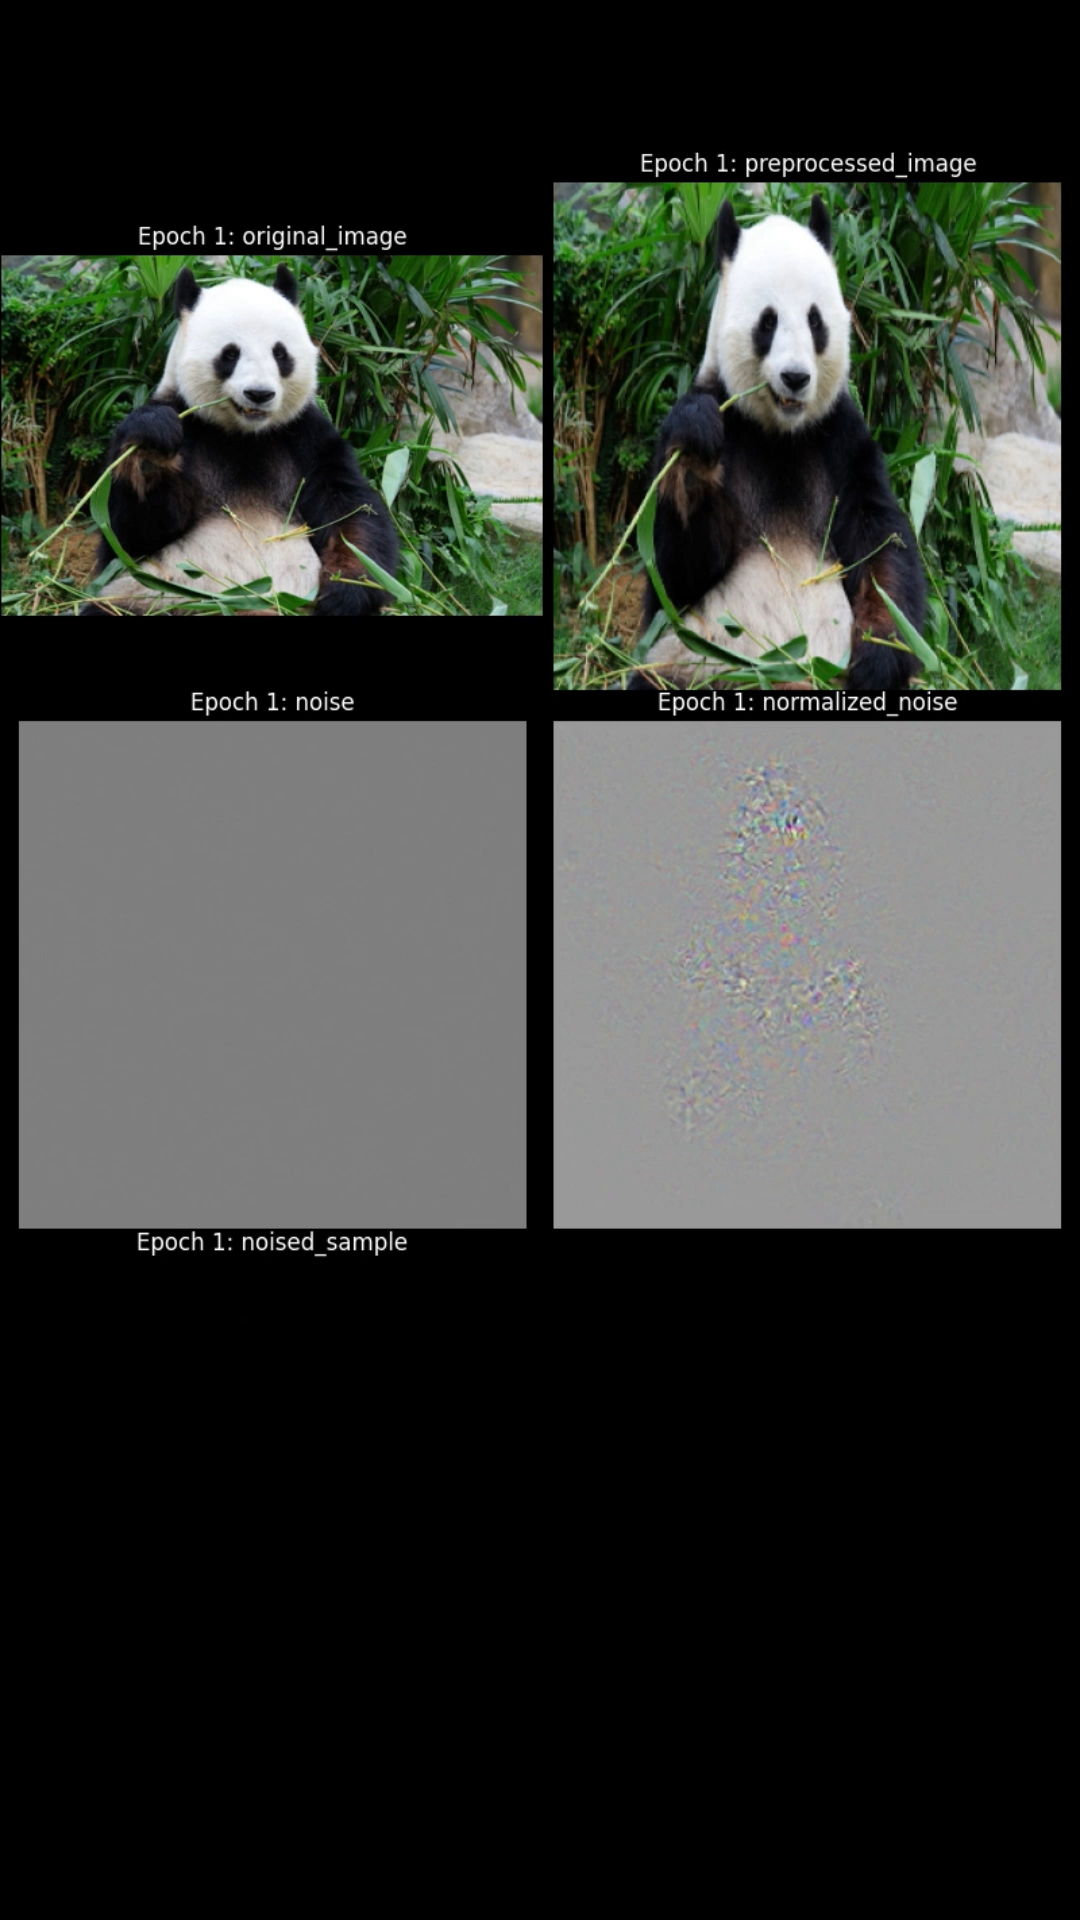 Epoch 1: original_image
Epoch 1: preprocessed_image
Epoch 1: noise
Epoch 1: normalized_noise
Epoch 1: noised_sample